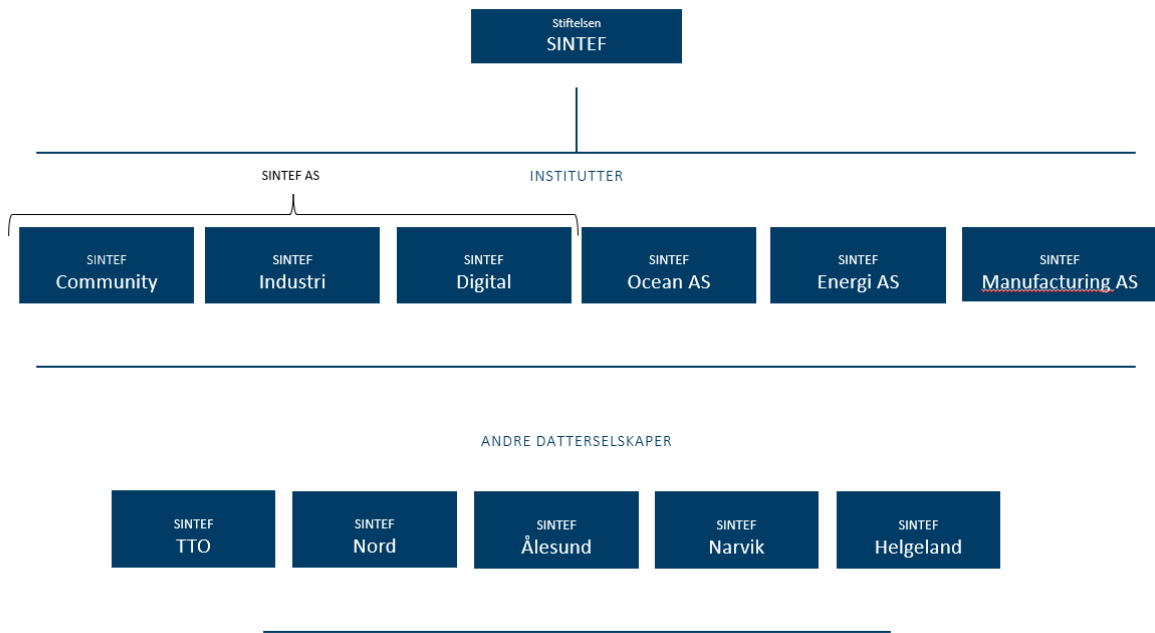 Stiftelsen
SINTEF
SINTEF AS
INSTITUTTER
SINTEF
Community
SINTEF
Industri
SINTEF
Digital
SINTEF
Ocean AS
SINTEF
Energi AS
SINTEF
Manufacturing AS
ANDRE DATTERSELSKAPER
SINTEF
TTO
SINTEF
Nord
SINTEF
Ålesund
SINTEF
Narvik
SINTEF
Helgeland